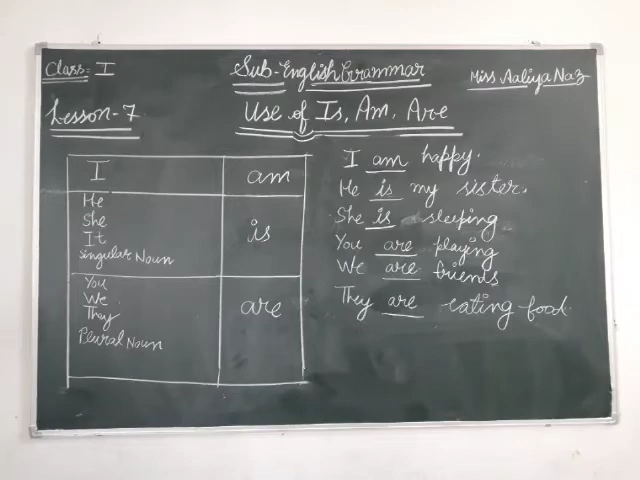 Class:- I
Sub-English Grammar
Miss Aaliya Naz
Lesson-7
Use of Is, Am, Are
I am
He
She
It
Singular Noun
is
You
We
They
Plural Noun
are
I am happy.
He is my sister.
She is sleeping
You are playing
We are friends
They are eating food.